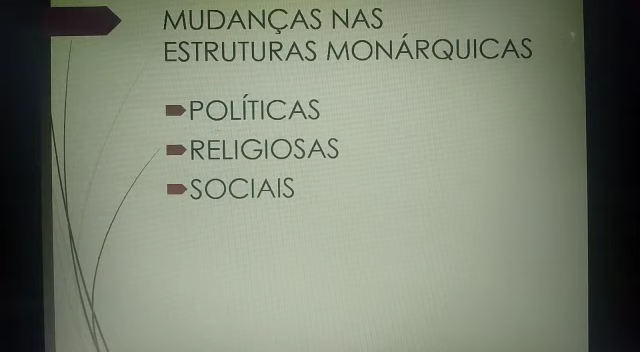 MUDANÇAS NAS
ESTRUTURAS MONÁRQUICAS
POLÍTICAS
RELIGIOSAS
SOCIAIS